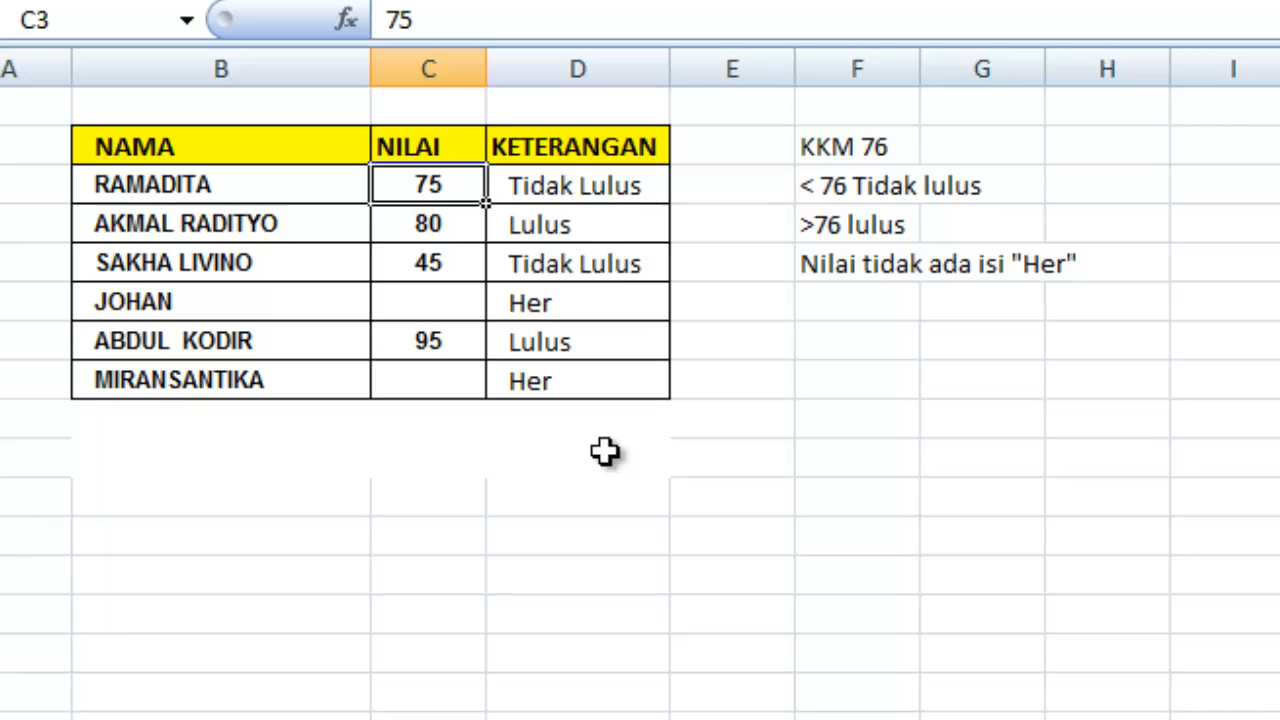 C3 fx 75
A B C D E F G H I
NAMA NILAI KETERANGAN KKM 76
RAMADITA 75 Tidak Lulus < 76 Tidak lulus
AKMAL RADITYO 80 Lulus >76 lulus
SAKHA LIVINO 45 Tidak Lulus Nilai tidak ada isi "Her"
JOHAN Her
ABDUL KODIR 95 Lulus
MIRANSANTIKA Her